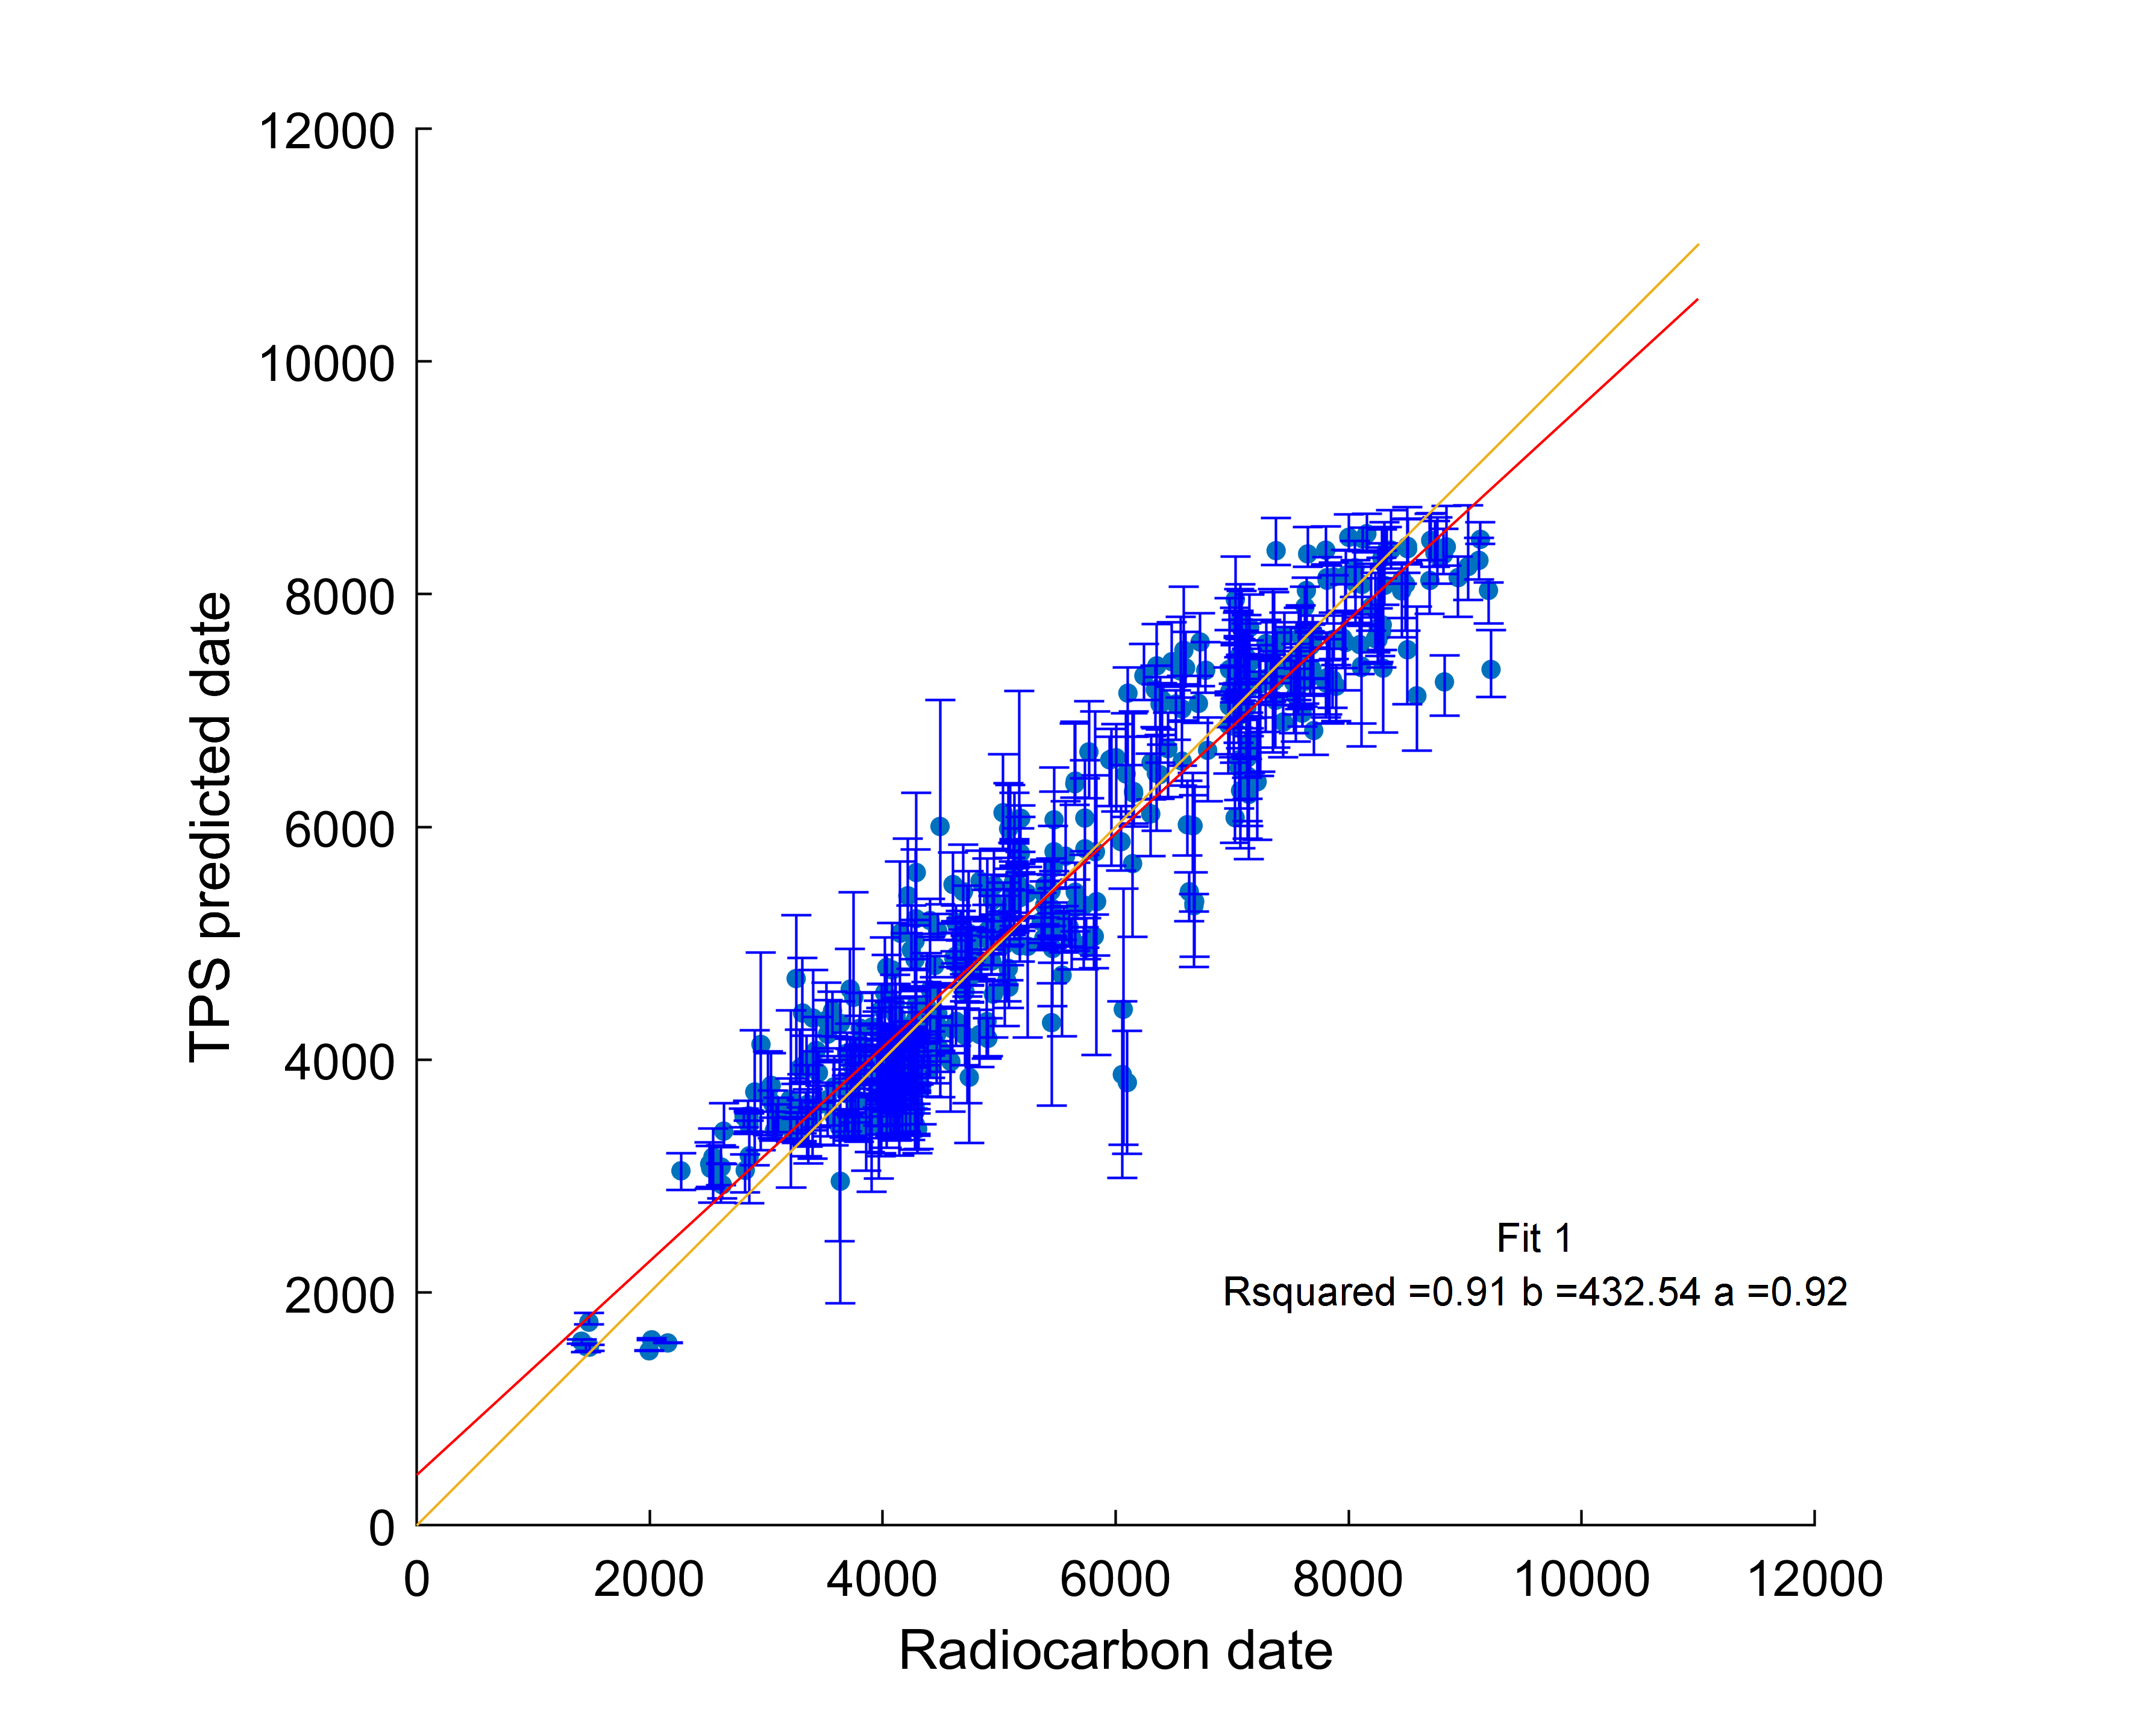 12000
10000
8000
6000
4000
2000
0
TPS predicted date
Fit 1
Rsquared =0.91 b =432.54 a =0.92
0 2000 4000 6000 8000 10000 12000
Radiocarbon date